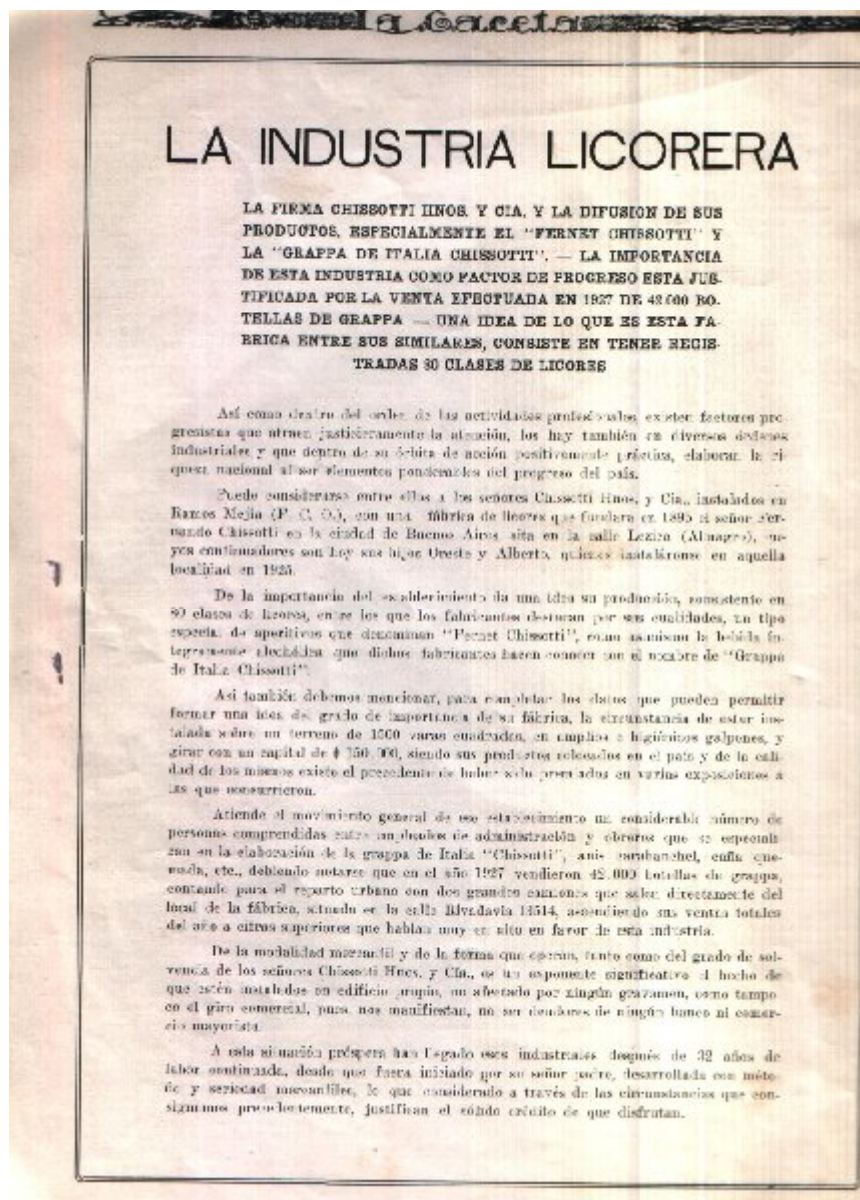 la Gaceta
LA INDUSTRIA LICORERA
LA FIRMA CHISSOTTI HNOS. Y CIA. Y LA DIFUSION DE SUS
PRODUCTOS, ESPECIALMENTE EL "FERNET CHISSOTTI" Y
LA "GRAPPA DE ITALIA CHISSOTTI". — LA IMPORTANCIA
DE ESTA INDUSTRIA COMO FACTOR DE PROGRESO ESTA JUS-
TIFICADA POR LA VENTA EFECTUADA EN 1927 DE 42.000 BO-
TELLAS DE GRAPPA — UNA IDEA DE LO QUE ES ESTA FA-
BRICA ENTRE SUS SIMILARES, CONSISTE EN TENER REGIS-
TRADAS 80 CLASES DE LICORES
Así como dentro del orden de las actividades profesionales existen factores pro-
gresistas que atraen justicieramente la atención, los hay también en diversos órdenes
industriales y que dentro de su órbita de acción positivamente práctica, elaboran la ri-
queza nacional al ser elementos ponderables del progreso del país.
Puede considerarse entre ellos a los señores Chissotti Hnos. y Cía., instalados en
Ramos Mejía (F. C. O.), con una fábrica de licores que fundara en 1895 el señor Fer-
nando Chissotti en la ciudad de Buenos Aires sita en la calle Lezica (Almagro), cu-
yos continuadores son hoy sus hijos Oreste y Alberto, quienes instaláronse en aquella
localidad en 1925.
De la importancia del establecimiento da una idea su producción, consistente en
80 clases de licores, entre los que los fabricantes destacan por sus cualidades, un tipo
especial de aperitivos que denominan "Fernet Chissotti", como asimismo la bebida ín-
tegramente alcohólica que dichos fabricantes hacen conocer con el nombre de "Grappa
de Italia Chissotti".
Así también debemos mencionar, para completar los datos que pueden permitir
formar una idea del grado de importancia de su fábrica, la circunstancia de estar ins-
talada sobre un terreno de 1500 varas cuadradas, en amplios e higiénicos galpones, y
girar con un capital de $ 150.000, siendo sus productos colocados en el país y de la cali-
dad de los mismos existe el precedente de haber sido premiados en varias exposiciones a
las que concurrieron.
Atiende el movimiento general de ese establecimiento un considerable número de
personas comprendidas entre empleados de administración y obreros que se especiali-
zan en la elaboración de la grappa de Italia "Chissotti", anís carabanchel, caña que-
mada, etc., debiendo notarse que en el año 1927 vendieron 42.000 botellas de grappa,
contando para el reparto urbano con dos grandes camiones que salen directamente del
local de la fábrica, situado en la calle Rivadavia 13514, ascendiendo sus ventas totales
del año a cifras superiores que hablan muy en alto en favor de esta industria.
De la modalidad mercantil y de la forma que operan, tanto como del grado de sol-
vencia de los señores Chissotti Hnos. y Cía., es un exponente significativo el hecho de
que estén instalados en edificio propio, no afectado por ningún gravamen, como tampo-
co el giro comercial, pues nos manifiestan, no ser deudores de ningún banco ni comer-
cio mayorista.
A esta situación próspera han llegado esos industriales después de 32 años de
labor continuada, desde que fuera iniciado por su señor padre, desarrollada con méto-
do y seriedad mercantiles, lo que considerado a través de las circunstancias que con-
signamos precedentemente, justifican el sólido crédito de que disfrutan.